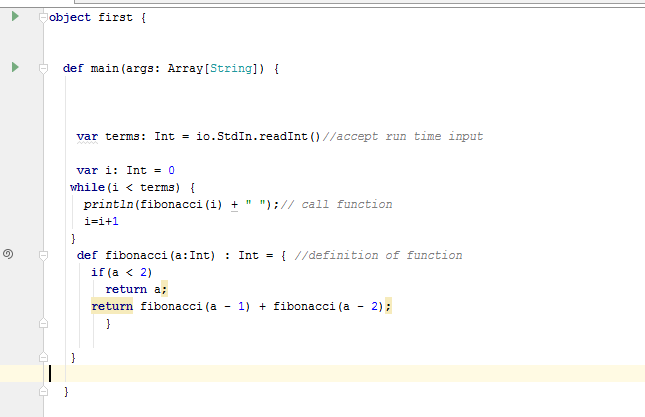 object first {
def main(args: Array[String]) {
var terms: Int = io.StdIn.readInt()//accept run time input
var i: Int = 0
while(i < terms) {
println(fibonacci(i) + " ");// call function
i=i+1
}
def fibonacci(a:Int) : Int = { //definition of function
if(a < 2)
return a;
return fibonacci(a - 1) + fibonacci(a - 2);
}
}
}